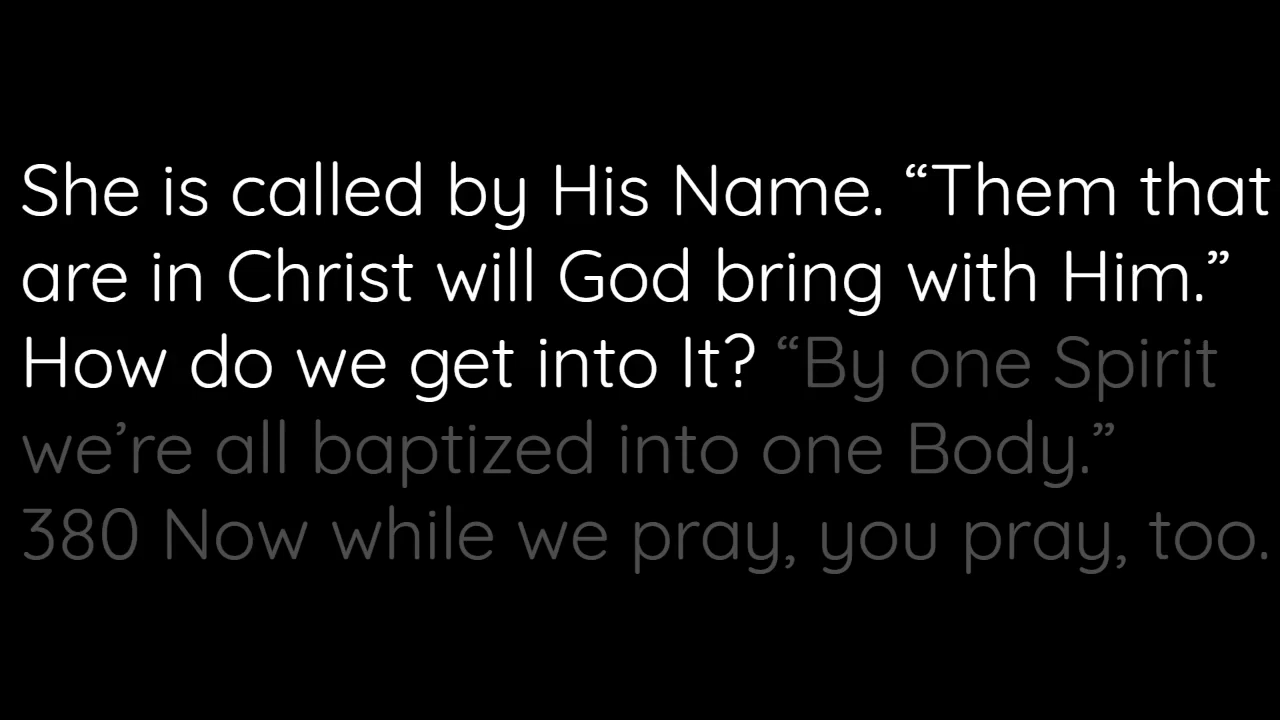 She is called by His Name. “Them that
are in Christ will God bring with Him.”
How do we get into It? “By one Spirit
we’re all baptized into one Body.”
380 Now while we pray, you pray, too.